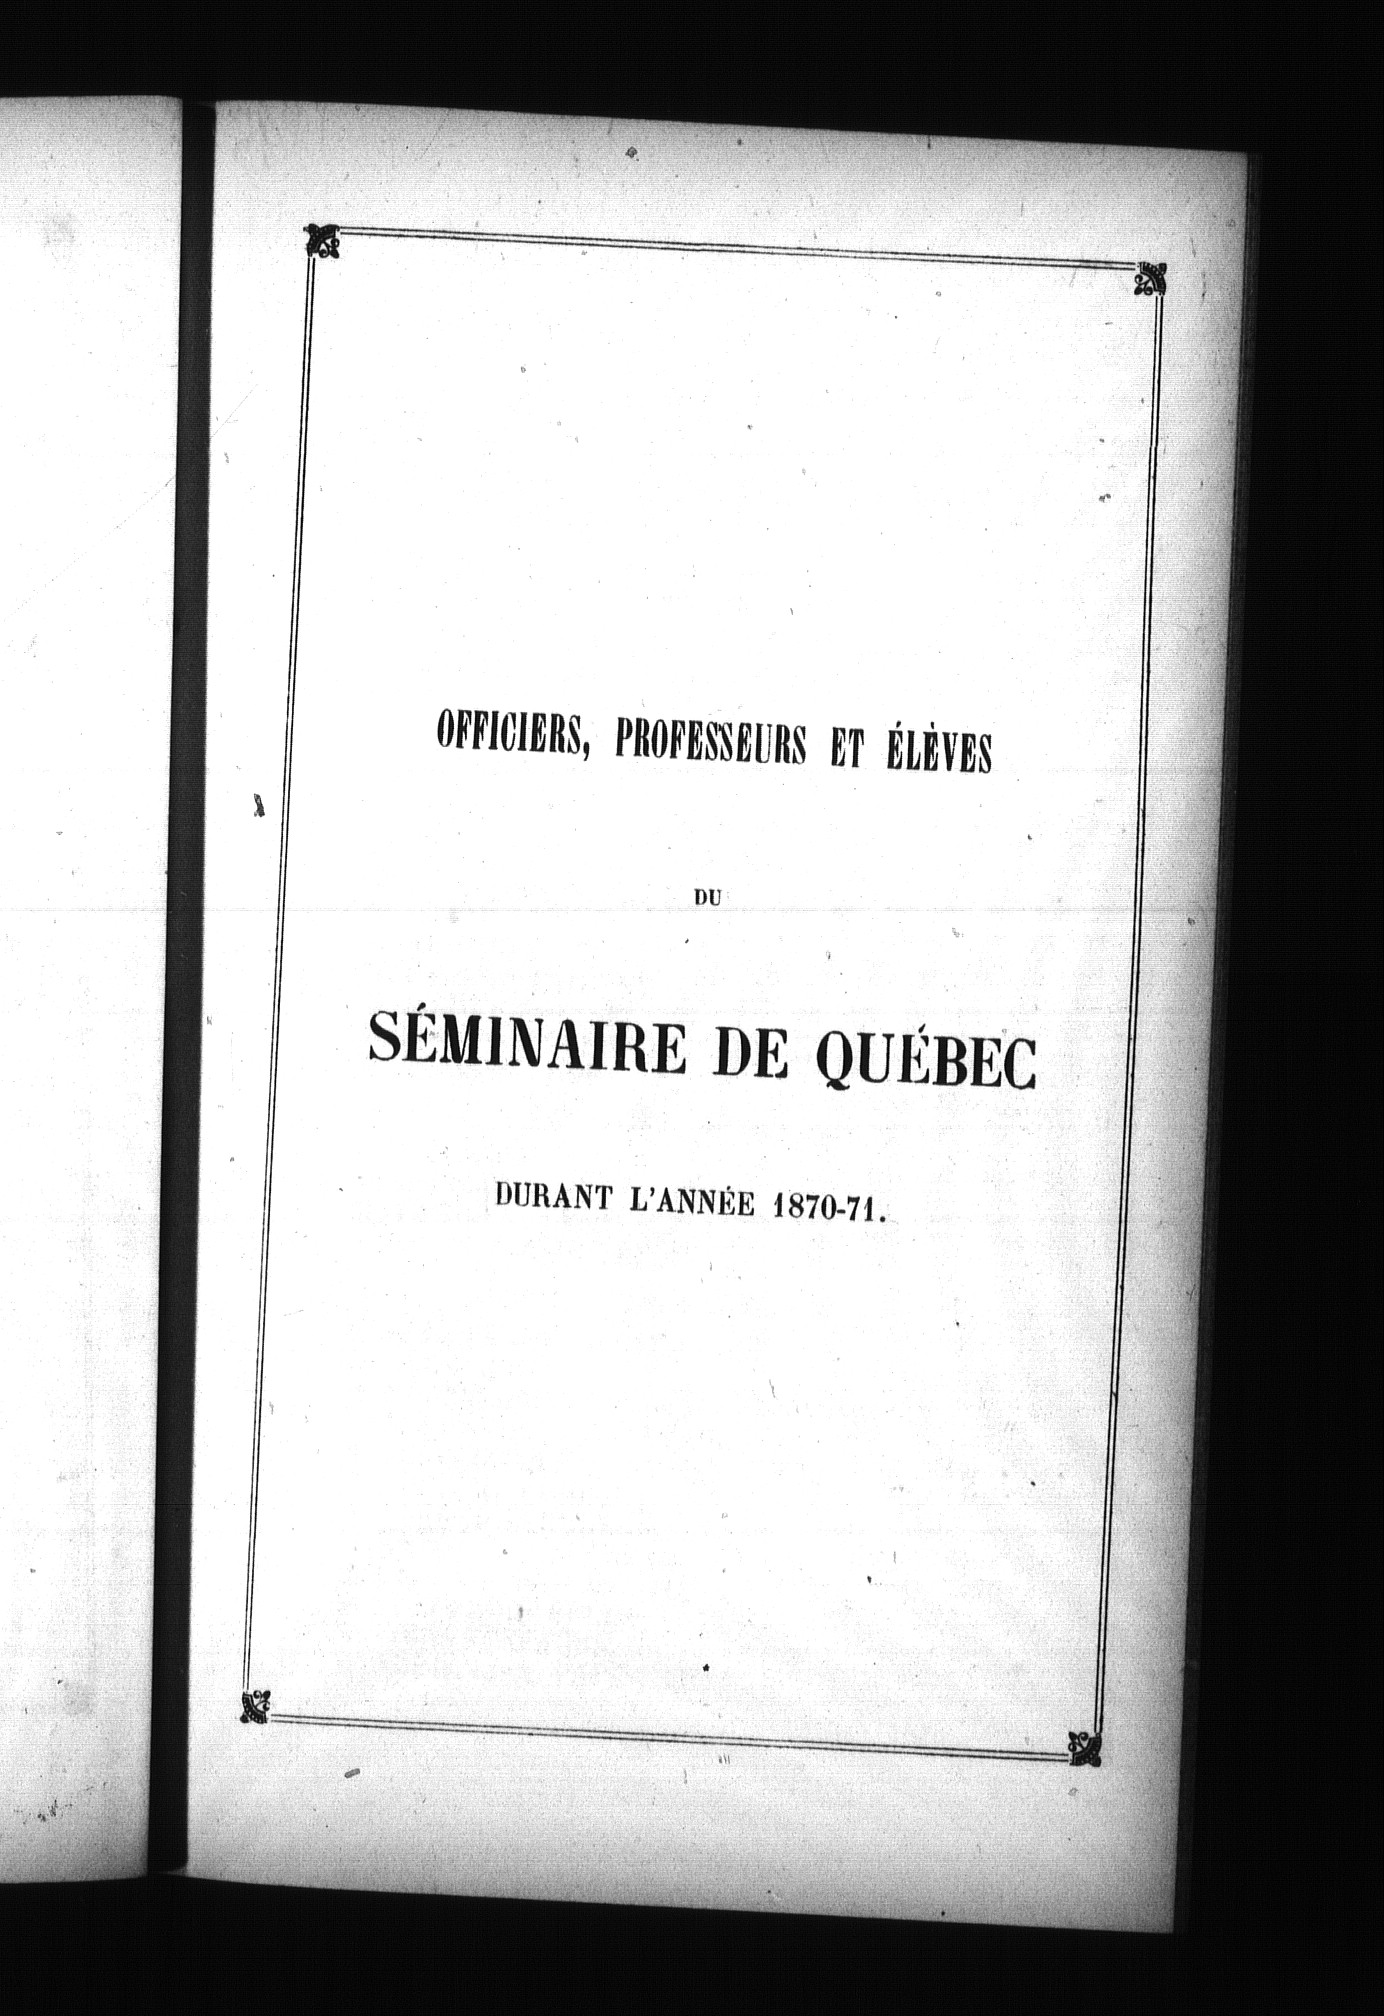 OFFICIERS, PROFESSEURS ET ÉLÈVES
DU
SÉMINAIRE DE QUÉBEC
DURANT L'ANNÉE 1870-71.